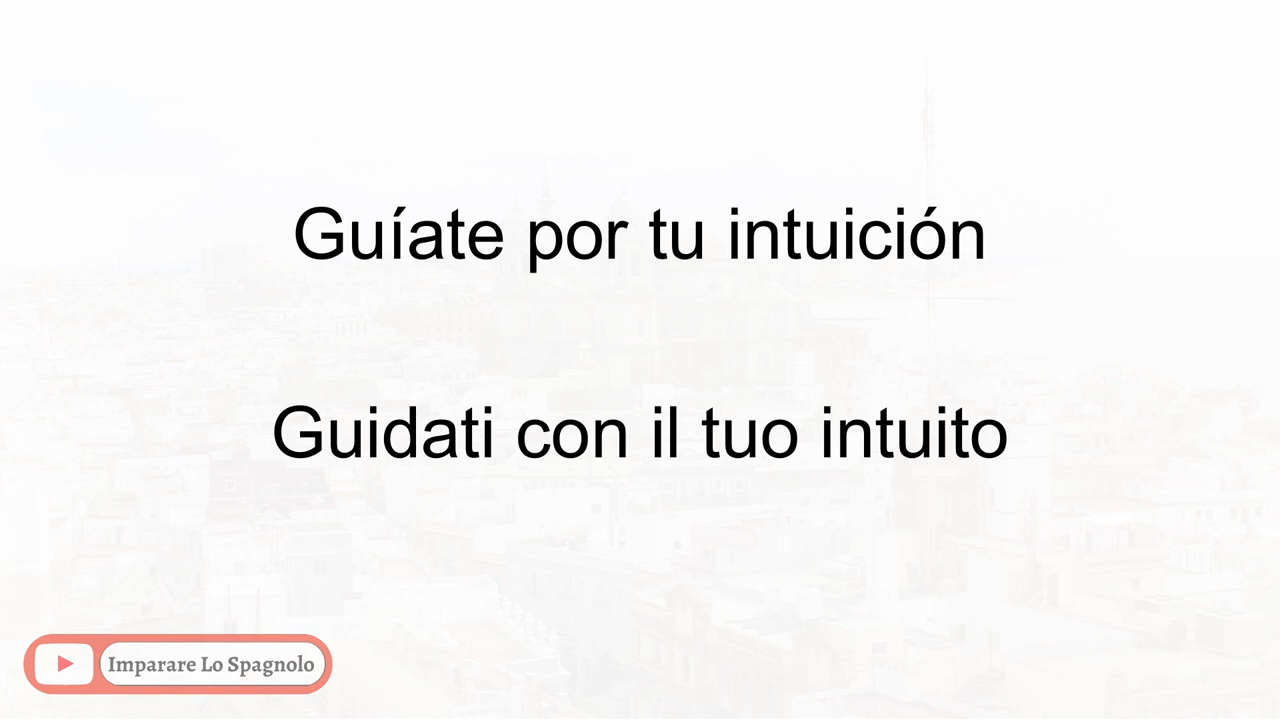 Guíate por tu intuición
Guidati con il tuo intuito
Imparare Lo Spagnolo